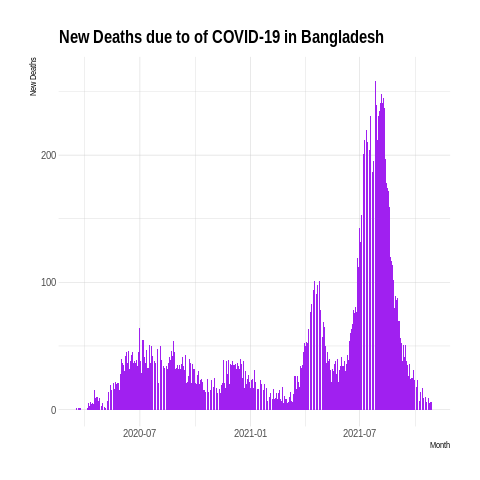 New Deaths due to of COVID-19 in Bangladesh
New Deaths
200
100
0
2020-07
2021-01
2021-07
Month